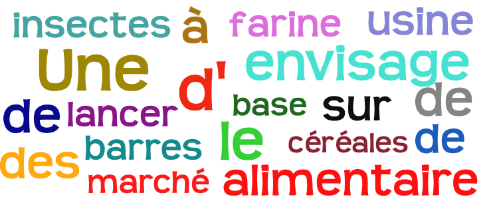 insectes à farine usine
Une d' envisage
de lancer base sur de
des barres le céréales de
marché alimentaire